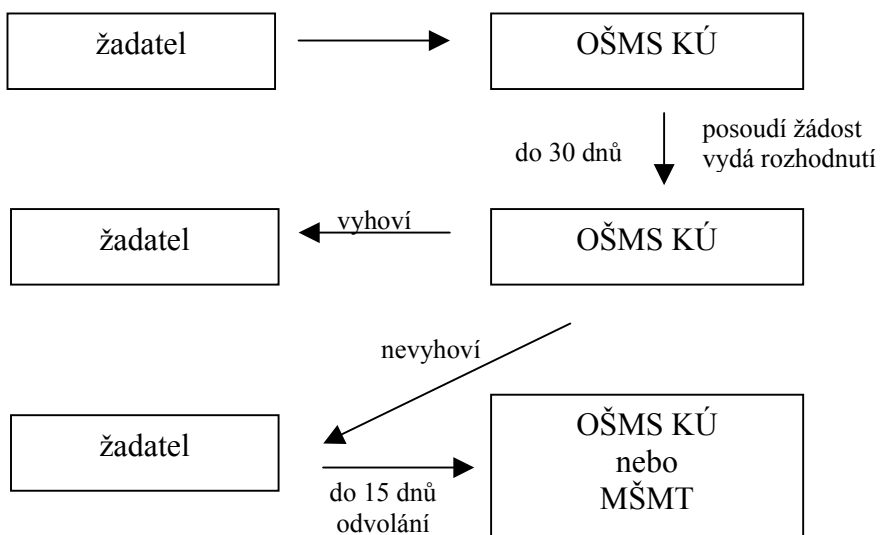 žadatel
OŠMS KÚ
do 30 dnů
posoudí žádost
vydá rozhodnutí
žadatel
vyhoví
OŠMS KÚ
nevyhoví
žadatel
do 15 dnů
odvolání
OŠMS KÚ
nebo
MŠMT